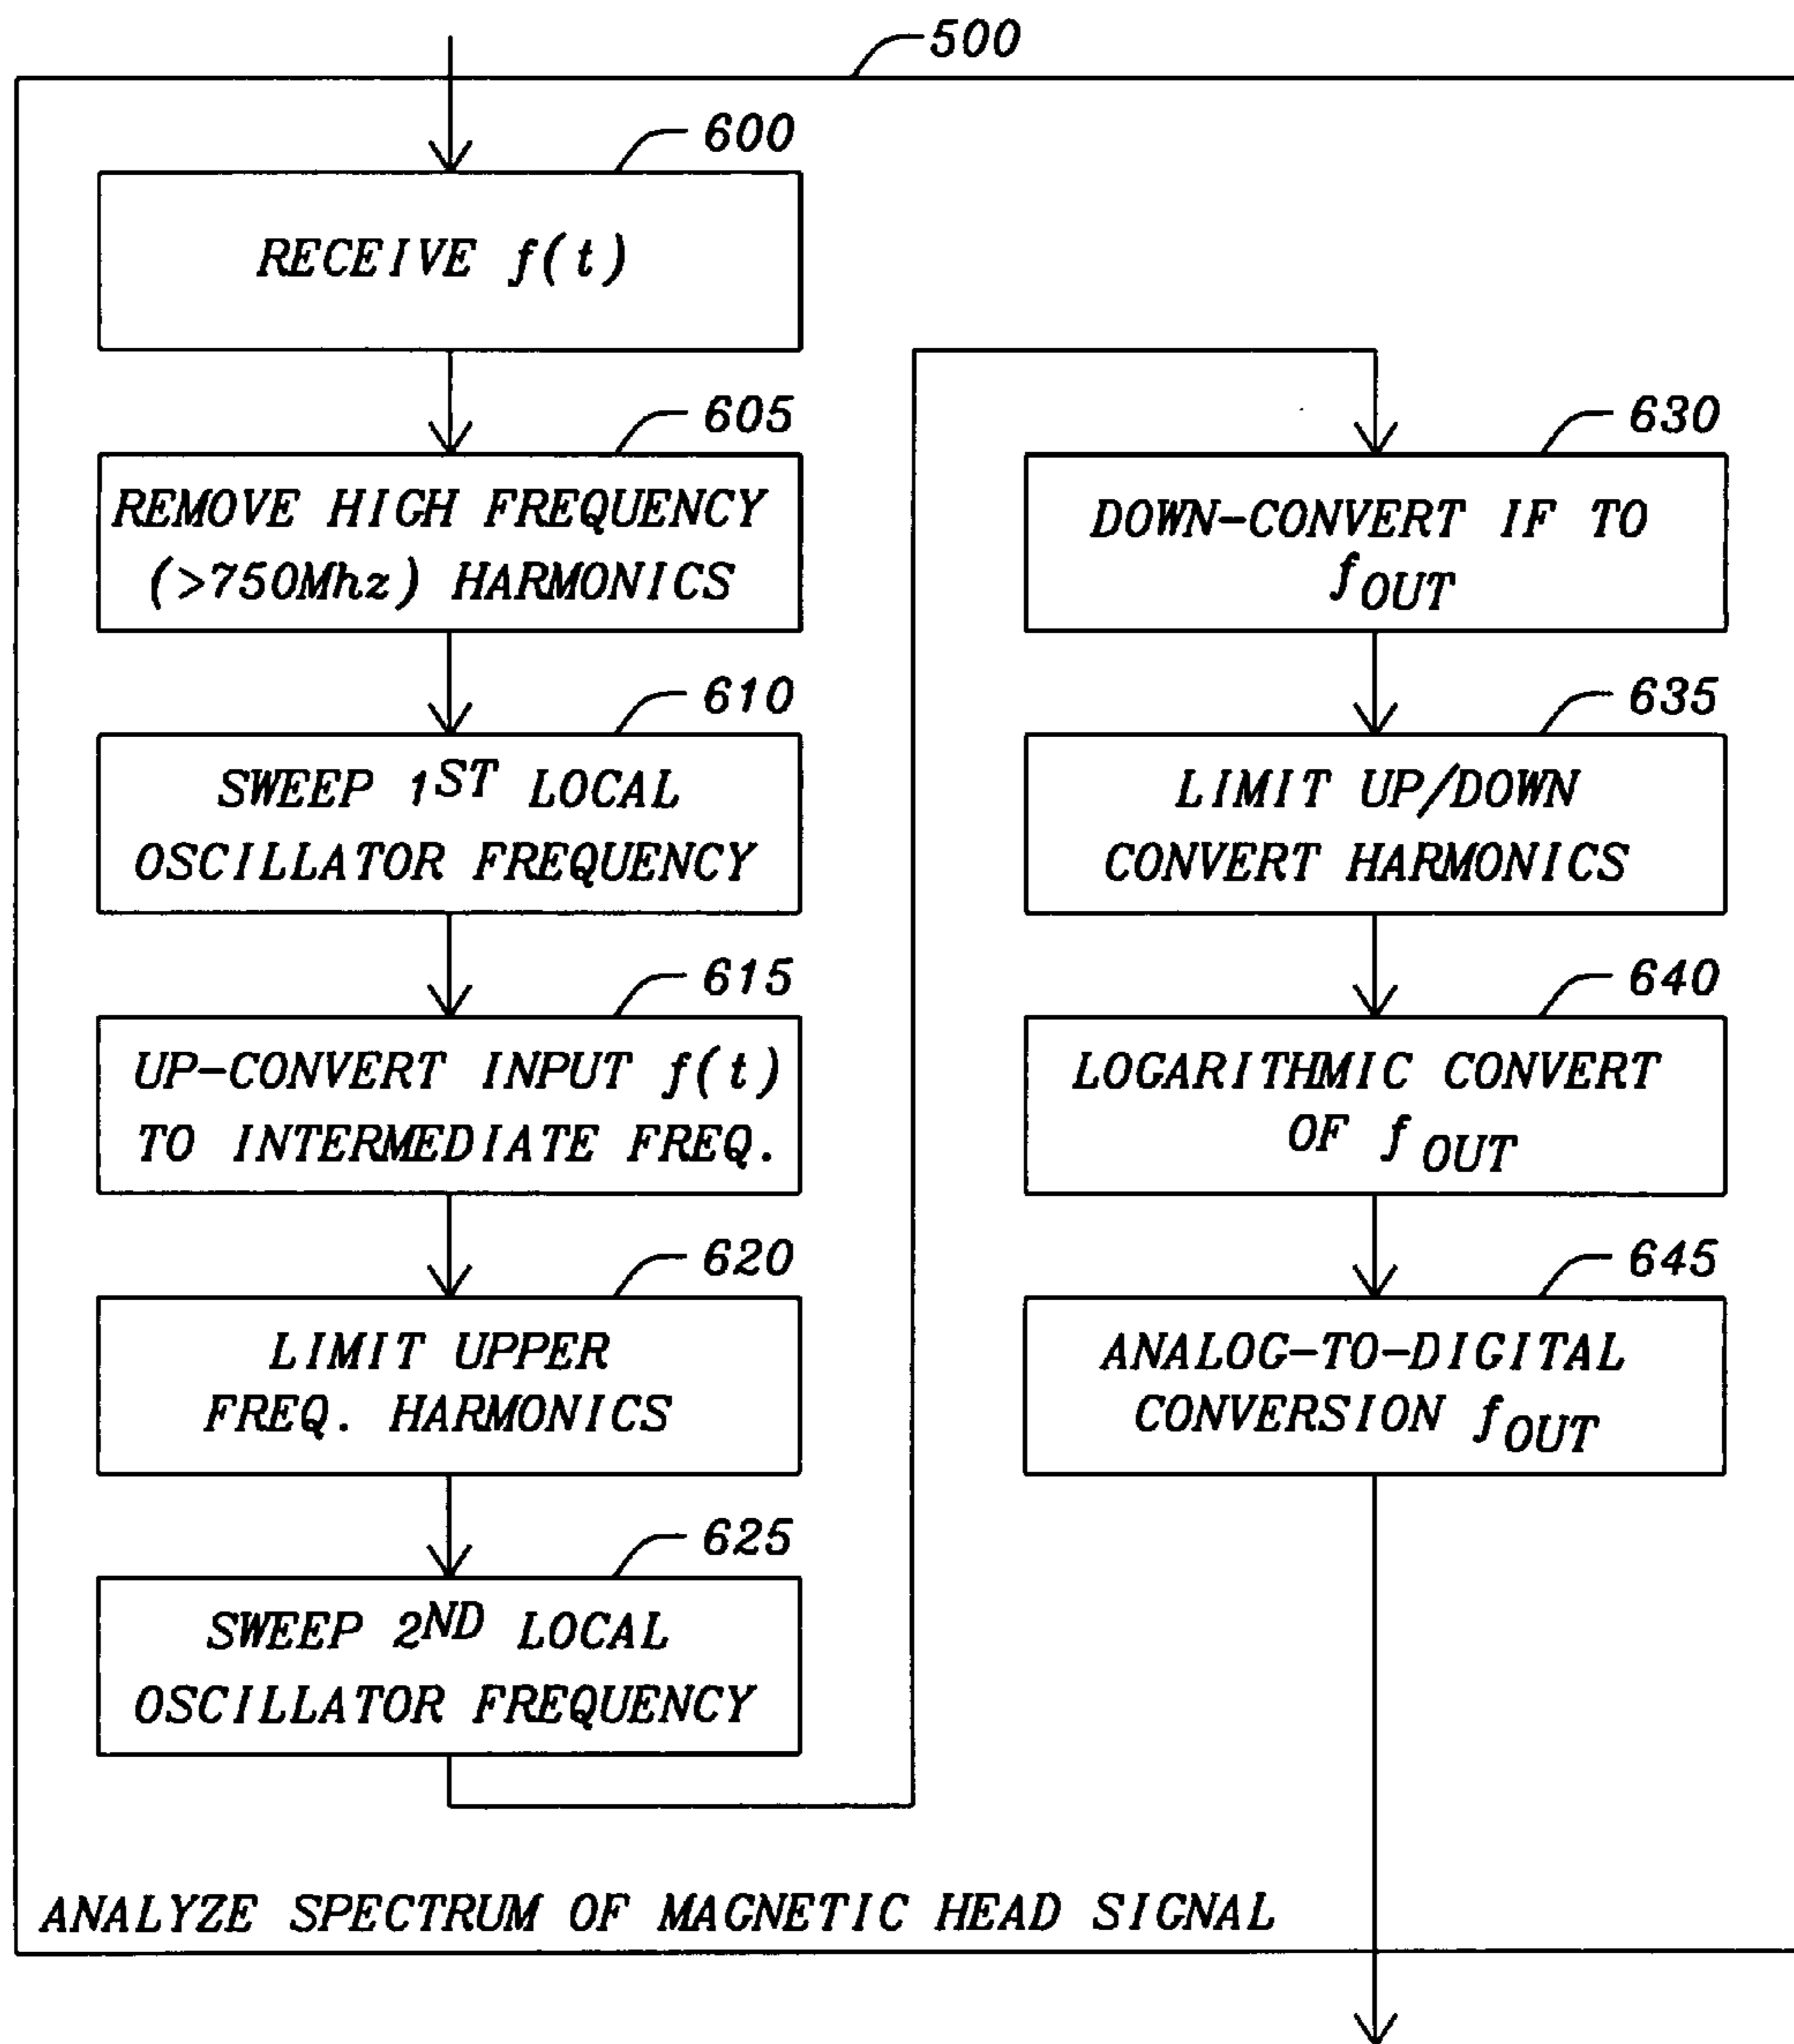 500
600
RECEIVE f(t)
605
REMOVE HIGH FREQUENCY
(>750Mhz) HARMONICS
610
SWEEP 1ST LOCAL
OSCILLATOR FREQUENCY
615
UP-CONVERT INPUT f(t)
TO INTERMEDIATE FREQ.
620
LIMIT UPPER
FREQ. HARMONICS
625
SWEEP 2ND LOCAL
OSCILLATOR FREQUENCY
630
DOWN-CONVERT IF TO
fOUT
635
LIMIT UP/DOWN
CONVERT HARMONICS
640
LOGARITHMIC CONVERT
OF fOUT
645
ANALOG-TO-DIGITAL
CONVERSION fOUT
ANALYZE SPECTRUM OF MAGNETIC HEAD SIGNAL